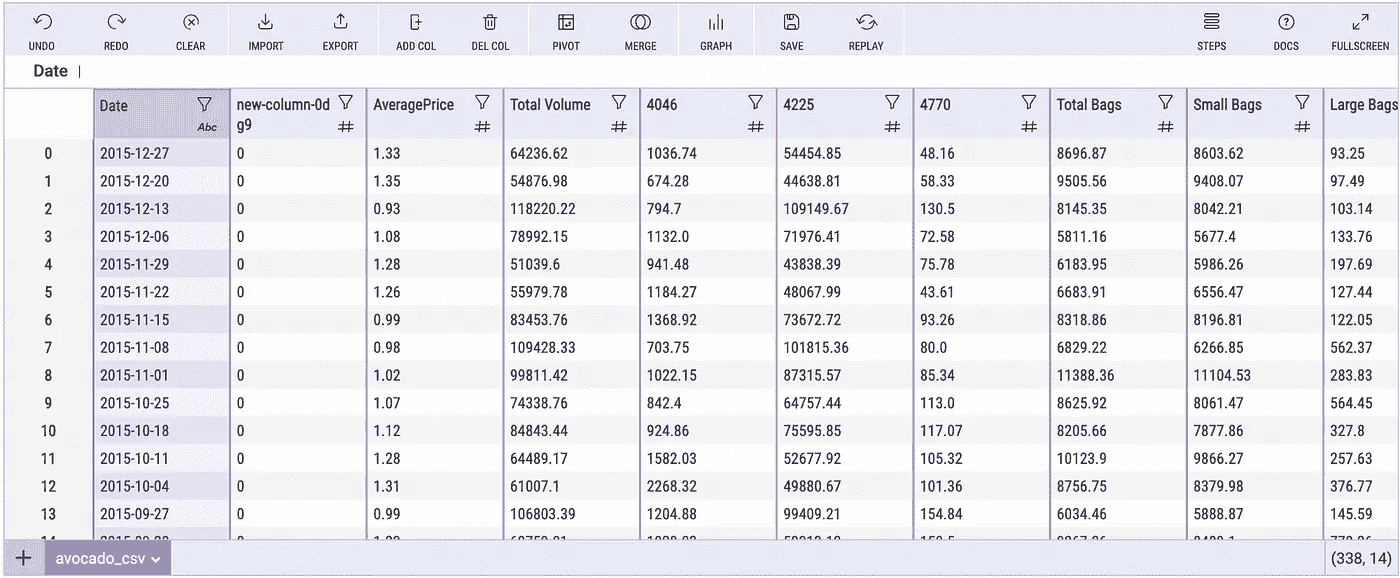 UNDO REDO CLEAR IMPORT EXPORT ADD COL DEL COL PIVOT MERGE GRAPH SAVE REPLAY STEPS DOCS FULLSCREEN
Date
Date new-column-0d AveragePrice Total Volume 4046 4225 4770 Total Bags Small Bags Large Bags
Abc g9 # # # # # # # #
0 2015-12-27 0 1.33 64236.62 1036.74 54454.85 48.16 8696.87 8603.62 93.25
1 2015-12-20 0 1.35 54876.98 674.28 44638.81 58.33 9505.56 9408.07 97.49
2 2015-12-13 0 0.93 118220.22 794.7 109149.67 130.5 8145.35 8042.21 103.14
3 2015-12-06 0 1.08 78992.15 1132.0 71976.41 72.58 5811.16 5677.4 133.76
4 2015-11-29 0 1.28 51039.6 941.48 43838.39 75.78 6183.95 5986.26 197.69
5 2015-11-22 0 1.26 55979.78 1184.27 48067.99 43.61 6683.91 6556.47 127.44
6 2015-11-15 0 0.99 83453.76 1368.92 73672.72 93.26 8318.86 8196.81 122.05
7 2015-11-08 0 0.98 109428.33 703.75 101815.36 80.0 6829.22 6266.85 562.37
8 2015-11-01 0 1.02 99811.42 1022.15 87315.57 85.34 11388.36 11104.53 283.83
9 2015-10-25 0 1.07 74338.76 842.4 64757.44 113.0 8625.92 8061.47 564.45
10 2015-10-18 0 1.12 84843.44 924.86 75595.85 117.07 8205.66 7877.86 327.8
11 2015-10-11 0 1.28 64489.17 1582.03 52677.92 105.32 10123.9 9866.27 257.63
12 2015-10-04 0 1.31 61007.1 2268.32 49880.67 101.36 8756.75 8379.98 376.77
13 2015-09-27 0 0.99 106803.39 1204.88 99409.21 154.84 6034.46 5888.87 145.59
+ avocado_csv (338, 14)